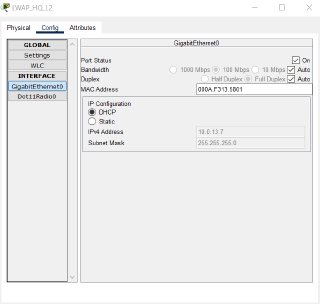 LWAP_HQ_L2
Physical Config Attributes
GLOBAL
Settings
WLC
INTERFACE
GigabitEthernet0
Dot11Radio0
GigabitEthernet0
Port Status On
Bandwidth 1000 Mbps 100 Mbps 10 Mbps Auto
Duplex Half Duplex Full Duplex Auto
MAC Address 000A.F313.5801
IP Configuration
DHCP
Static
IPv4 Address 10.0.13.7
Subnet Mask 255.255.255.0